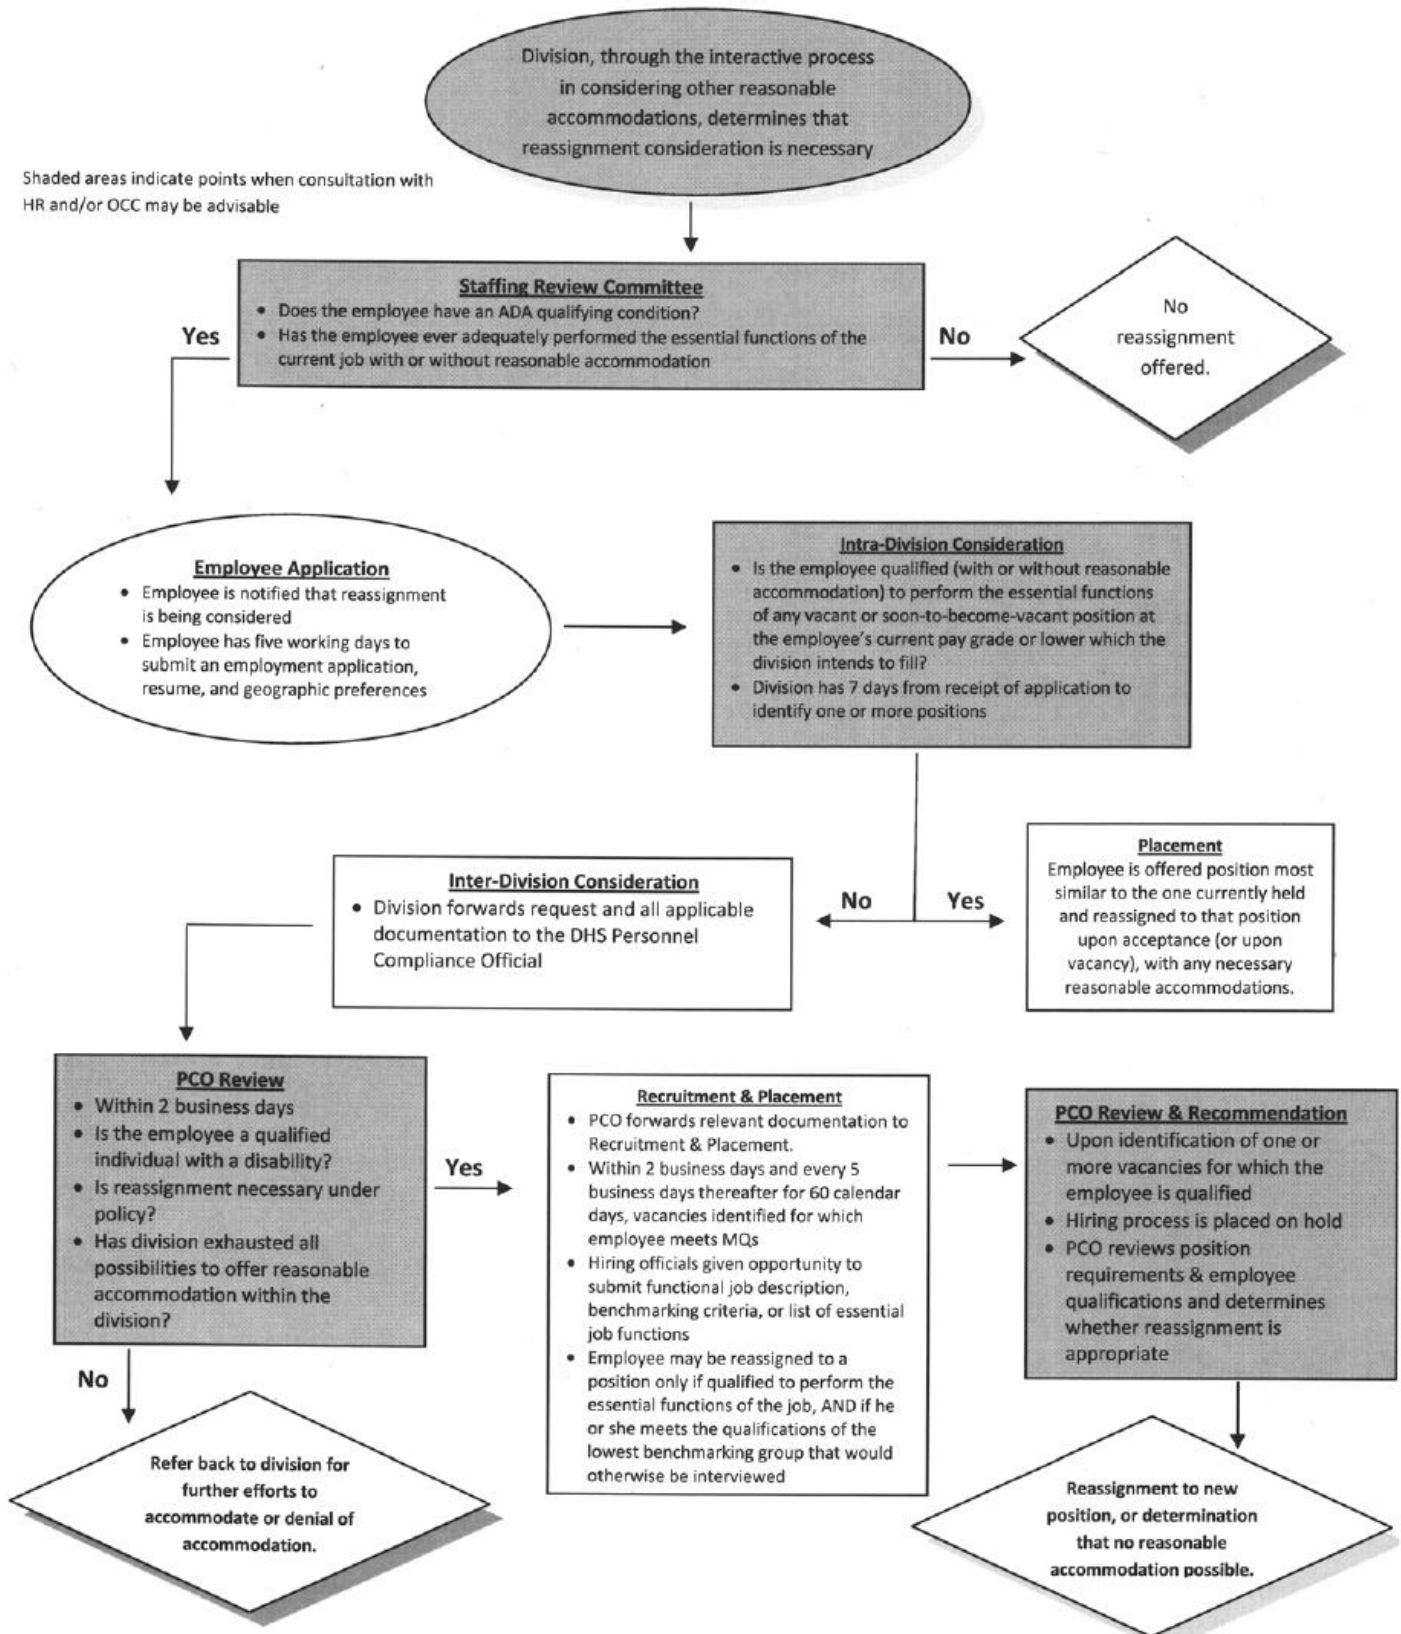 Division, through the interactive process
in considering other reasonable
accommodations, determines that
reassignment consideration is necessary
Shaded areas indicate points when consultation with
HR and/or OCC may be advisable
Staffing Review Committee
• Does the employee have an ADA qualifying condition?
• Has the employee ever adequately performed the essential functions of the
current job with or without reasonable accommodation
Yes
No
No
reassignment
offered.
Employee Application
• Employee is notified that reassignment
is being considered
• Employee has five working days to
submit an employment application,
resume, and geographic preferences
Intra-Division Consideration
• Is the employee qualified (with or without reasonable
accommodation) to perform the essential functions
of any vacant or soon-to-become-vacant position at
the employee's current pay grade or lower which the
division intends to fill?
• Division has 7 days from receipt of application to
identify one or more positions
No
Yes
Placement
Employee is offered position most
similar to the one currently held
and reassigned to that position
upon acceptance (or upon
vacancy), with any necessary
reasonable accommodations.
Inter-Division Consideration
• Division forwards request and all applicable
documentation to the DHS Personnel
Compliance Official
PCO Review
• Within 2 business days
• Is the employee a qualified
individual with a disability?
• Is reassignment necessary under
policy?
• Has division exhausted all
possibilities to offer reasonable
accommodation within the
division?
Yes
No
Recruitment & Placement
• PCO forwards relevant documentation to
Recruitment & Placement.
• Within 2 business days and every 5
business days thereafter for 60 calendar
days, vacancies identified for which
employee meets MQs
• Hiring officials given opportunity to
submit functional job description,
benchmarking criteria, or list of essential
job functions
• Employee may be reassigned to a
position only if qualified to perform the
essential functions of the job, AND if he
or she meets the qualifications of the
lowest benchmarking group that would
otherwise be interviewed
PCO Review & Recommendation
• Upon identification of one or
more vacancies for which the
employee is qualified
• Hiring process is placed on hold
• PCO reviews position
requirements & employee
qualifications and determines
whether reassignment is
appropriate
Refer back to division for
further efforts to
accommodate or denial of
accommodation.
Reassignment to new
position, or determination
that no reasonable
accommodation possible.